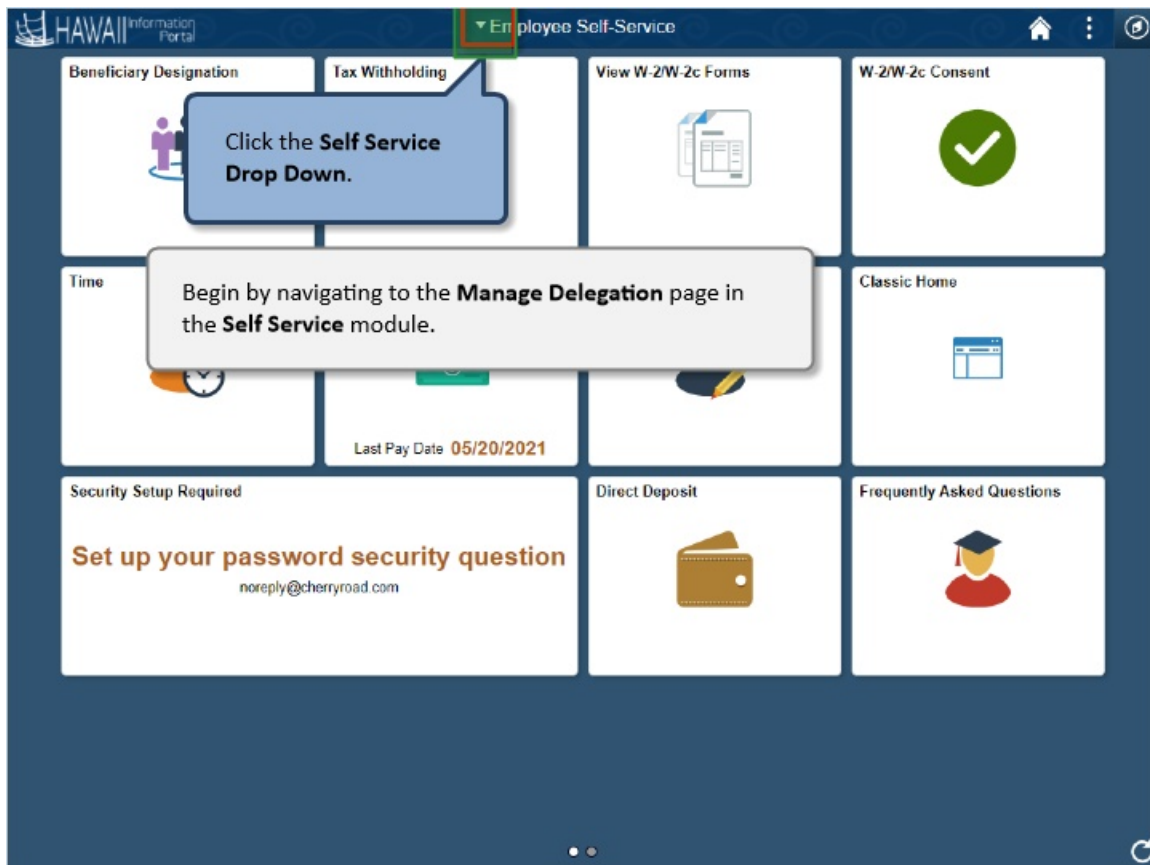 HAWAII Information
Portal
Employee Self-Service
Beneficiary Designation
Tax Withholding
View W-2/W-2c Forms
W-2/W-2c Consent
Click the Self Service
Drop Down.
Time
Classic Home
Begin by navigating to the Manage Delegation page in
the Self Service module.
Last Pay Date 05/20/2021
Security Setup Required
Direct Deposit
Frequently Asked Questions
Set up your password security question
noreply@cherryroad.com